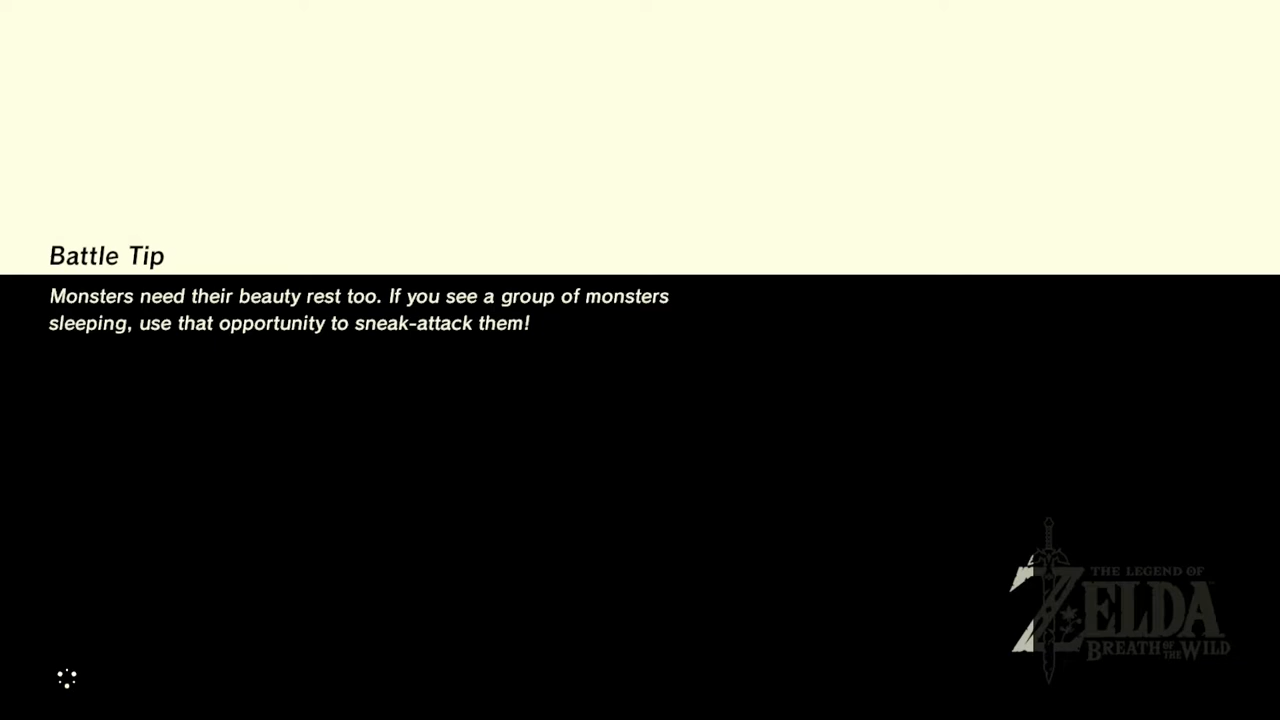 Battle Tip
Monsters need their beauty rest too. If you see a group of monsters
sleeping, use that opportunity to sneak-attack them!
THE LEGEND OF
ZELDA
BREATH OF THE WILD